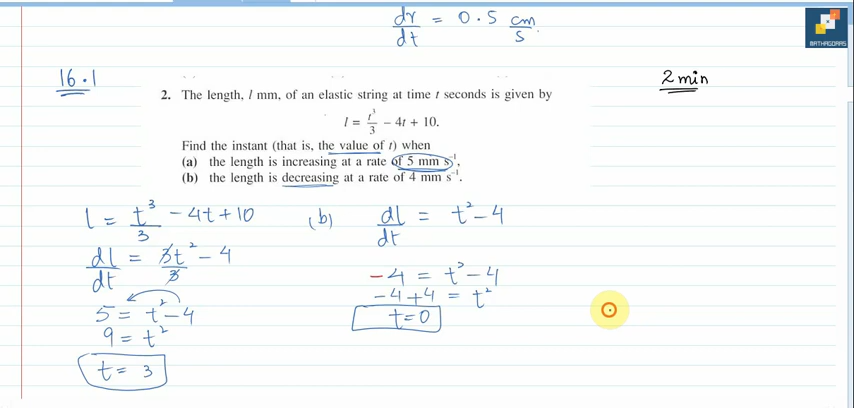 dr/dt = 0.5 cm/s.
MATHAGORAS
16.1
2 min
2. The length, l mm, of an elastic string at time t seconds is given by
l = t³/3 − 4t + 10.
Find the instant (that is, the value of t) when
(a) the length is increasing at a rate of 5 mm s⁻¹,
(b) the length is decreasing at a rate of 4 mm s⁻¹.
l = t³/3 - 4t + 10
dl/dt = 3t²/3 - 4
5 = t² - 4
9 = t²
t = 3
(b) dl/dt = t² - 4
-4 = t² - 4
-4 + 4 = t²
t = 0